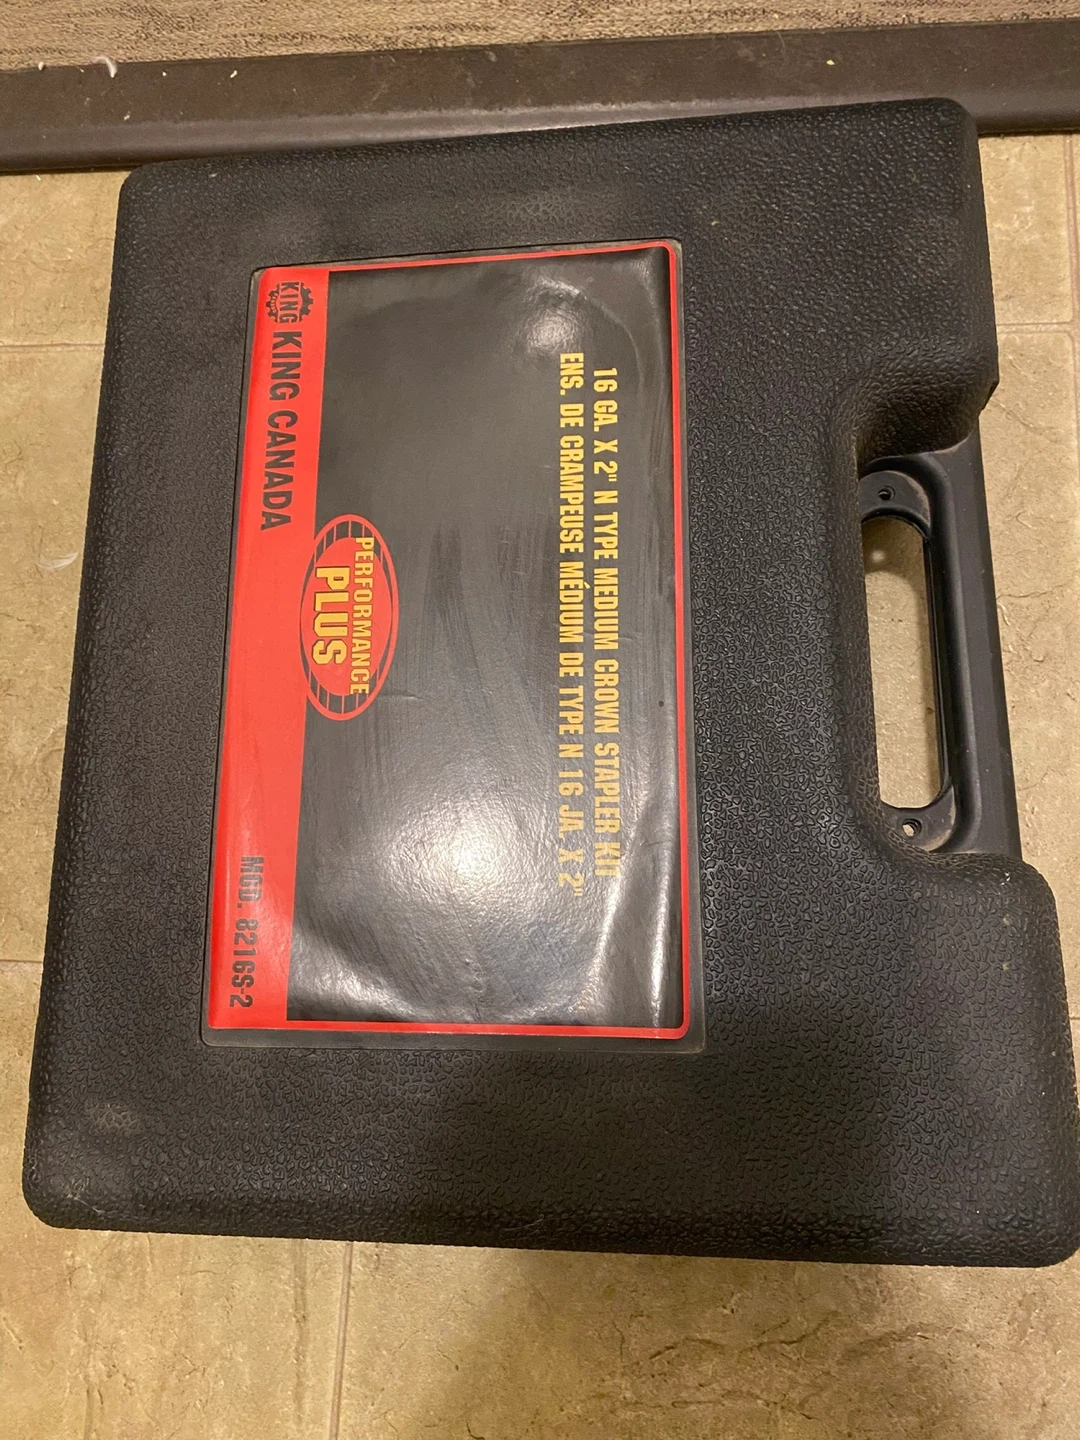 16 GA. X 2" N TYPE MEDIUM CROWN STAPLER KIT
ENS. DE CRAMPEUSE MÉDIUM DE TYPE N 16 JA. X 2"
PERFORMANCE
PLUS
KING
KING CANADA
MOD. 8216S-2